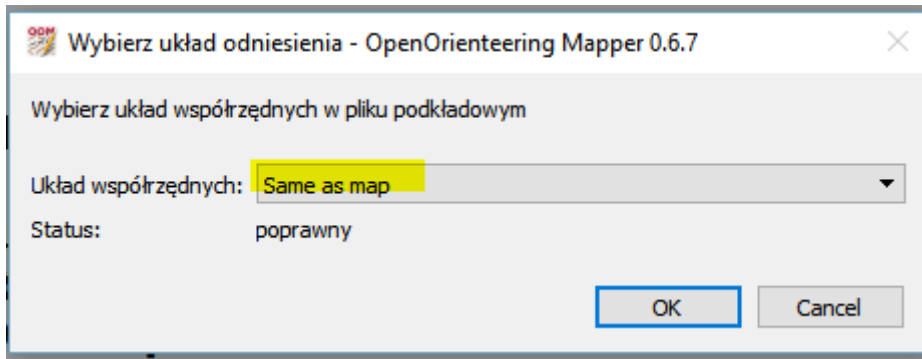 OOM
Wybierz układ odniesienia - OpenOrienteering Mapper 0.6.7
Wybierz układ współrzędnych w pliku podkładowym
Układ współrzędnych: Same as map
Status: poprawny
OK Cancel